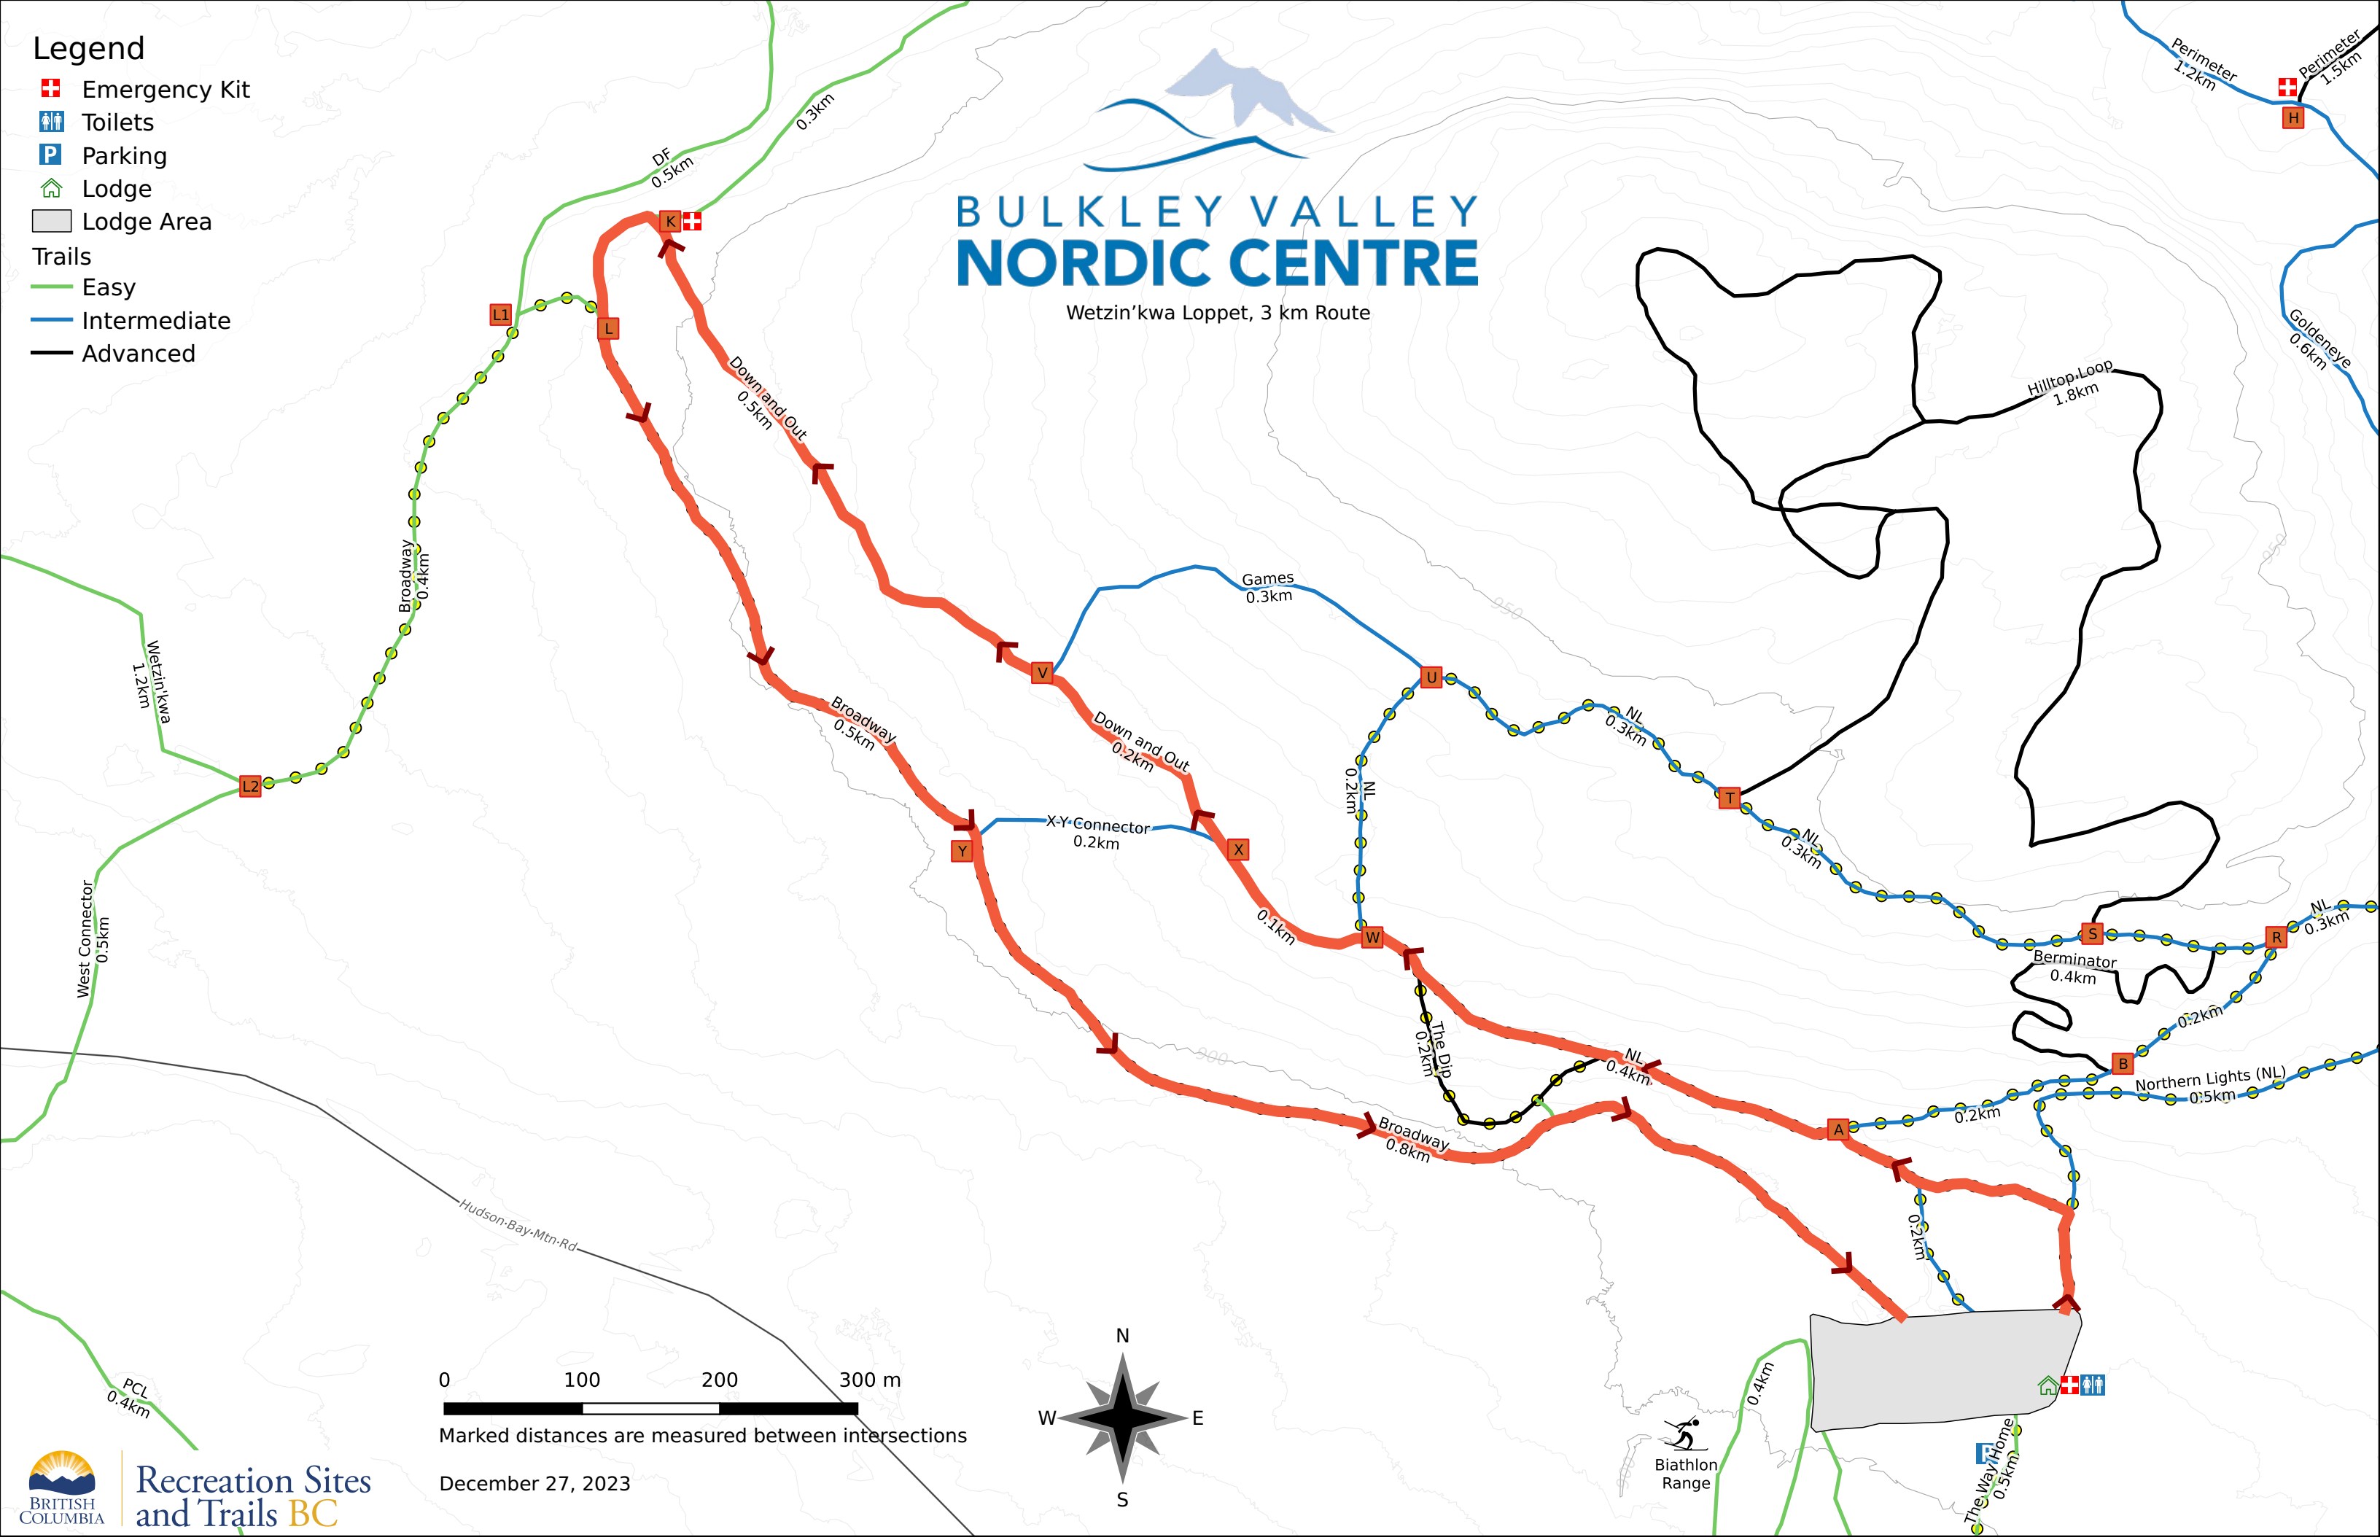 Legend
Emergency Kit
Toilets
P Parking
Lodge
Lodge Area
Trails
Easy
Intermediate
Advanced
BULKLEY VALLEY
NORDIC CENTRE
Wetzin’kwa Loppet, 3 km Route
Perimeter
1.2km
Perimeter
1.5km
H
Goldeneye
0.6km
Hilltop Loop
1.8km
DF
0.5km
0.3km
K
L1
L
Down and Out
0.5km
Broadway
0.4km
Wetzin'kwa
1.2km
L2
West Connector
0.5km
Broadway
0.5km
V
Games
0.3km
U
NL
0.3km
950
950
T
NL
0.3km
Down and Out
0.2km
NL
0.2km
X-Y Connector
0.2km
Y
X
0.1km
W
S
R
NL
0.3km
Berminator
0.4km
0.2km
B
Northern Lights (NL)
0.5km
0.2km
A
The Dip
0.2km
NL
0.4km
900
Broadway
0.8km
0.2km
Hudson Bay Mtn Rd
PCL
0.4km
0 100 200 300 m
Marked distances are measured between intersections
December 27, 2023
N
W E
S
0.4km
Biathlon
Range
P
The Way Home
0.5km
BRITISH
COLUMBIA
Recreation Sites
and Trails BC